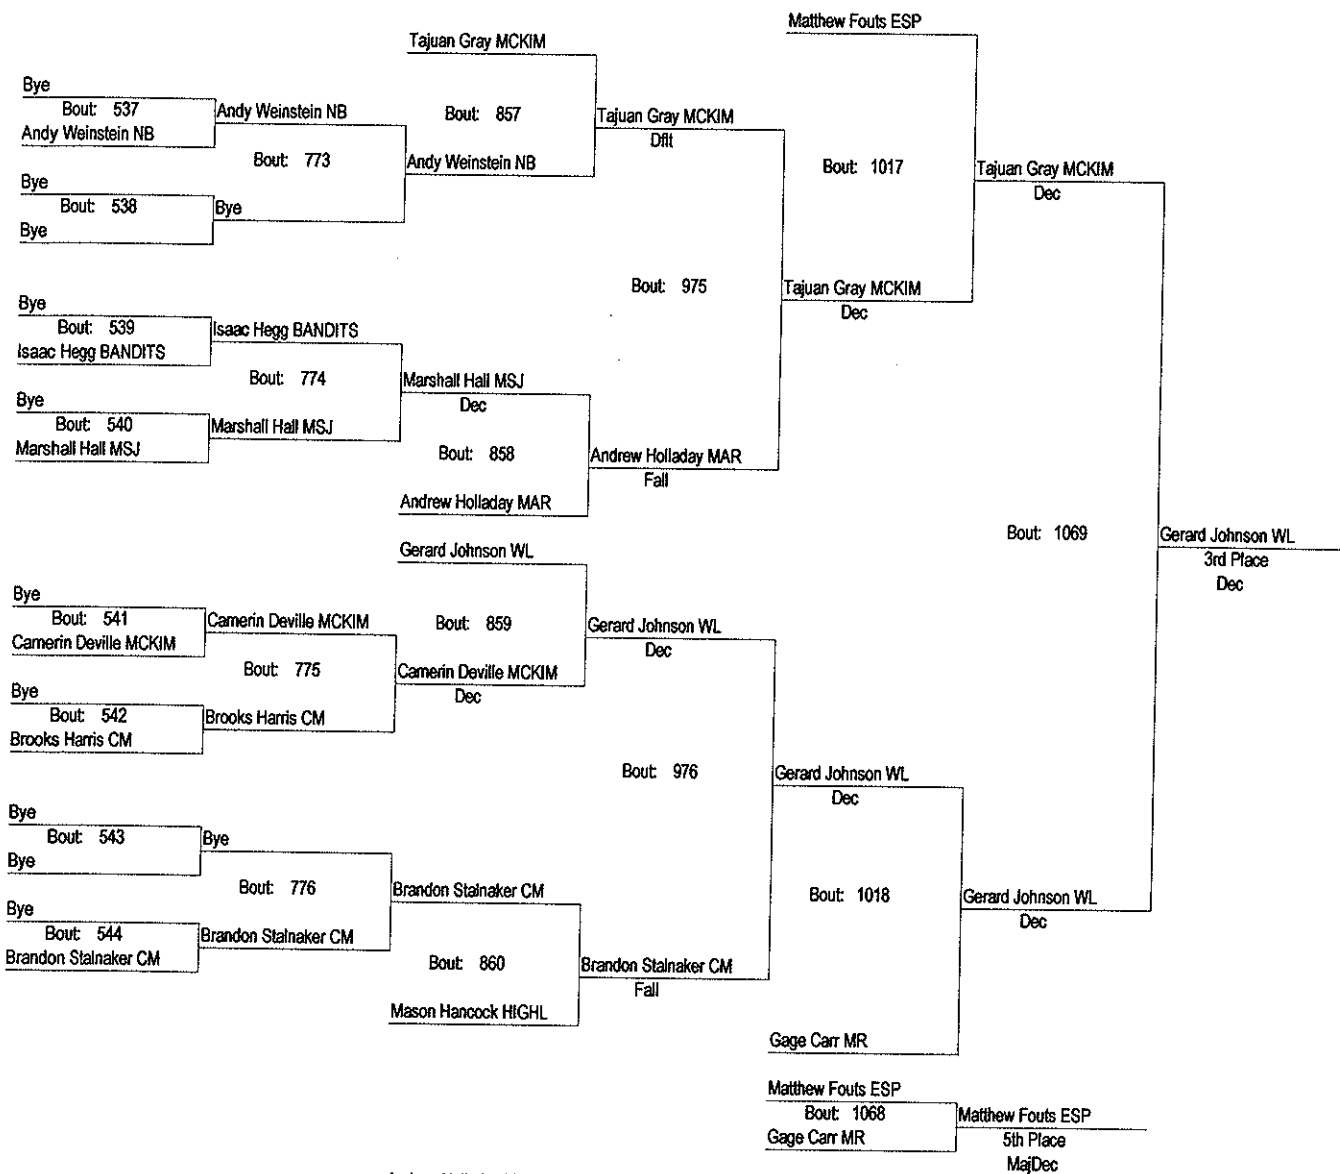 Matthew Fouts ESP
Tajuan Gray MCKIM
Bye
Bout: 537
Andy Weinstein NB
Andy Weinstein NB
Bout: 857
Tajuan Gray MCKIM
Dflt
Bout: 773
Andy Weinstein NB
Bout: 1017
Tajuan Gray MCKIM
Dec
Bye
Bout: 538
Bye
Bye
Bout: 975
Tajuan Gray MCKIM
Dec
Bye
Bout: 539
Isaac Hegg BANDITS
Isaac Hegg BANDITS
Bout: 774
Marshall Hall MSJ
Dec
Bye
Bout: 540
Marshall Hall MSJ
Marshall Hall MSJ
Bout: 858
Andrew Holladay MAR
Fall
Andrew Holladay MAR
Bout: 1069
Gerard Johnson WL
3rd Place
Dec
Gerard Johnson WL
Bye
Bout: 541
Camerin Deville MCKIM
Camerin Deville MCKIM
Bout: 859
Gerard Johnson WL
Dec
Bout: 775
Camerin Deville MCKIM
Dec
Bye
Bout: 542
Brooks Harris CM
Brooks Harris CM
Bout: 976
Gerard Johnson WL
Dec
Bye
Bout: 543
Bye
Bye
Bout: 776
Brandon Stalnaker CM
Bout: 1018
Gerard Johnson WL
Dec
Bye
Bout: 544
Brandon Stalnaker CM
Brandon Stalnaker CM
Bout: 860
Brandon Stalnaker CM
Fall
Mason Hancock HIGHL
Gage Carr MR
Matthew Fouts ESP
Bout: 1068
Gage Carr MR
Matthew Fouts ESP
5th Place
MajDec